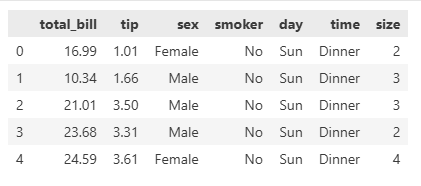 total_bill tip sex smoker day time size
0 16.99 1.01 Female No Sun Dinner 2
1 10.34 1.66 Male No Sun Dinner 3
2 21.01 3.50 Male No Sun Dinner 3
3 23.68 3.31 Male No Sun Dinner 2
4 24.59 3.61 Female No Sun Dinner 4